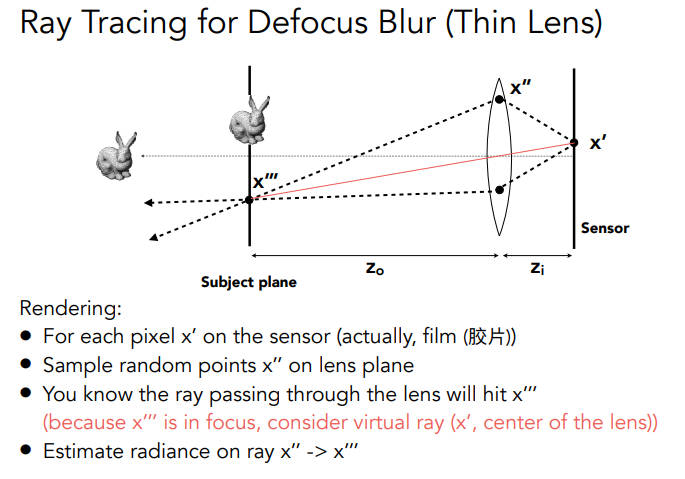 Ray Tracing for Defocus Blur (Thin Lens)
x″
x′
x‴
Sensor
zo
zi
Subject plane
Rendering:
● For each pixel x′ on the sensor (actually, film (胶片))
● Sample random points x″ on lens plane
● You know the ray passing through the lens will hit x‴
(because x‴ is in focus, consider virtual ray (x′, center of the lens))
● Estimate radiance on ray x″ -> x‴